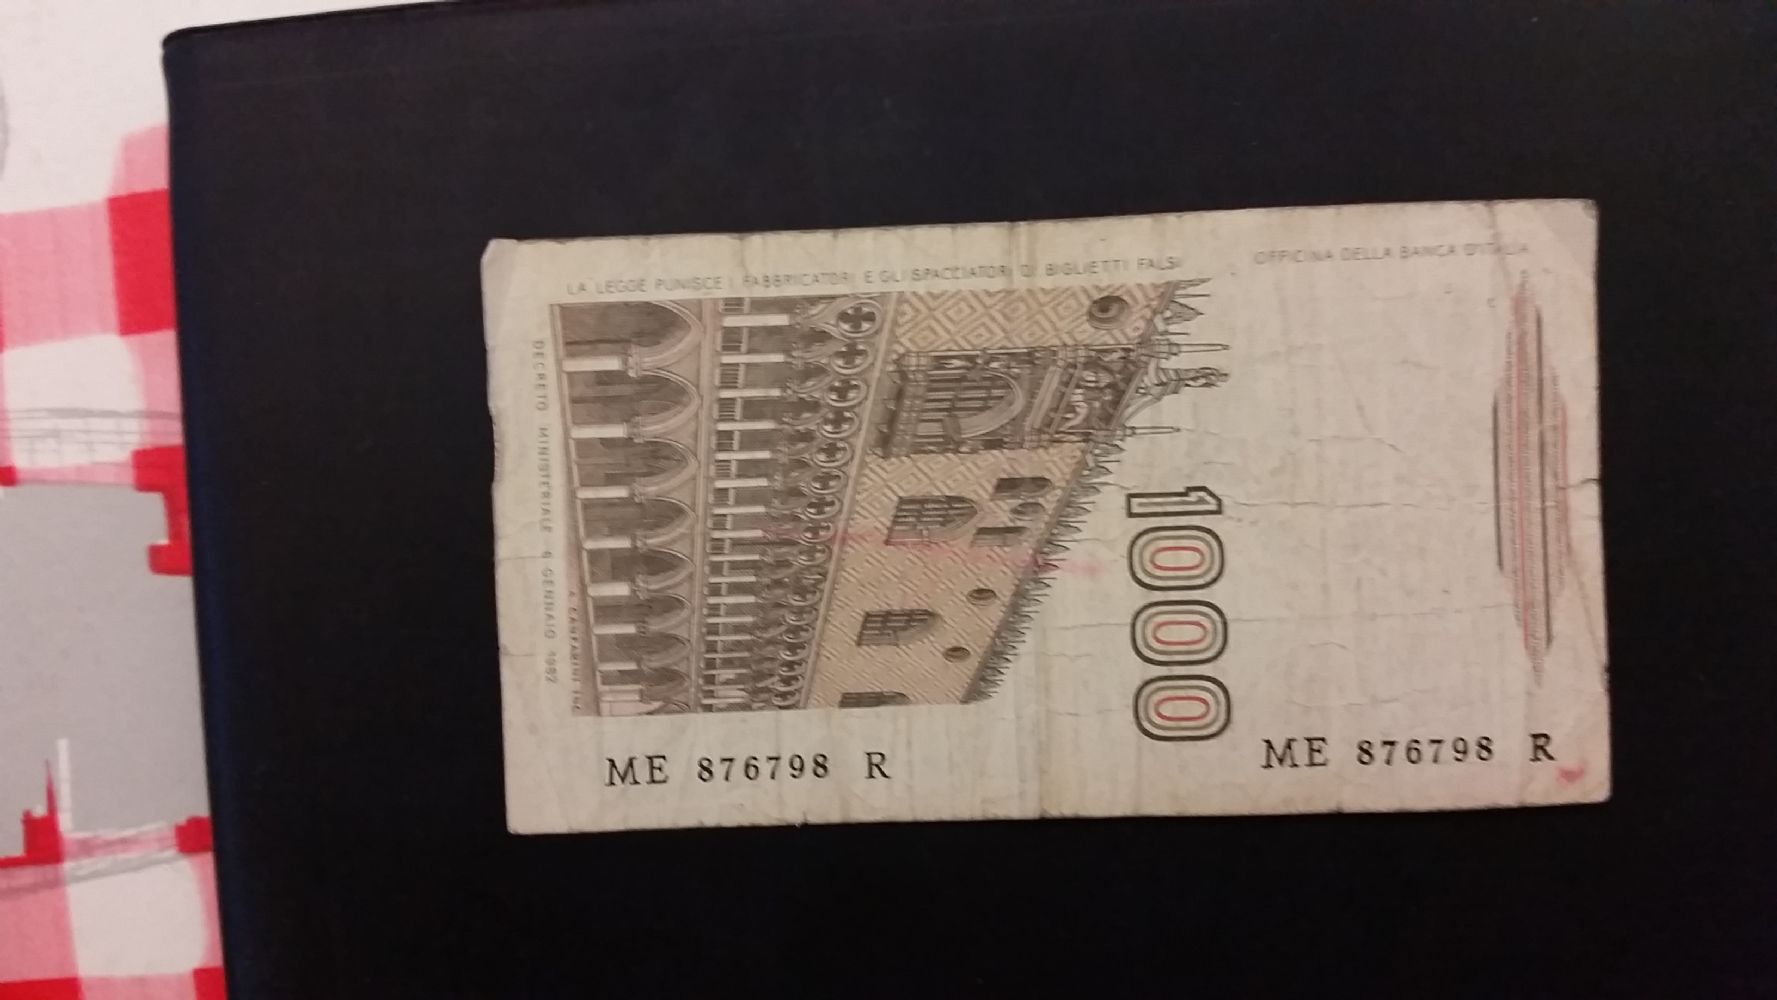 LA LEGGE PUNISCE I FABBRICATORI E GLI SPACCIATORI DI BIGLIETTI FALSI
OFFICINA DELLA BANCA D'ITALIA
DECRETO MINISTERIALE 6 GENNAIO 1982
1000
ME 876798 R
ME 876798 R